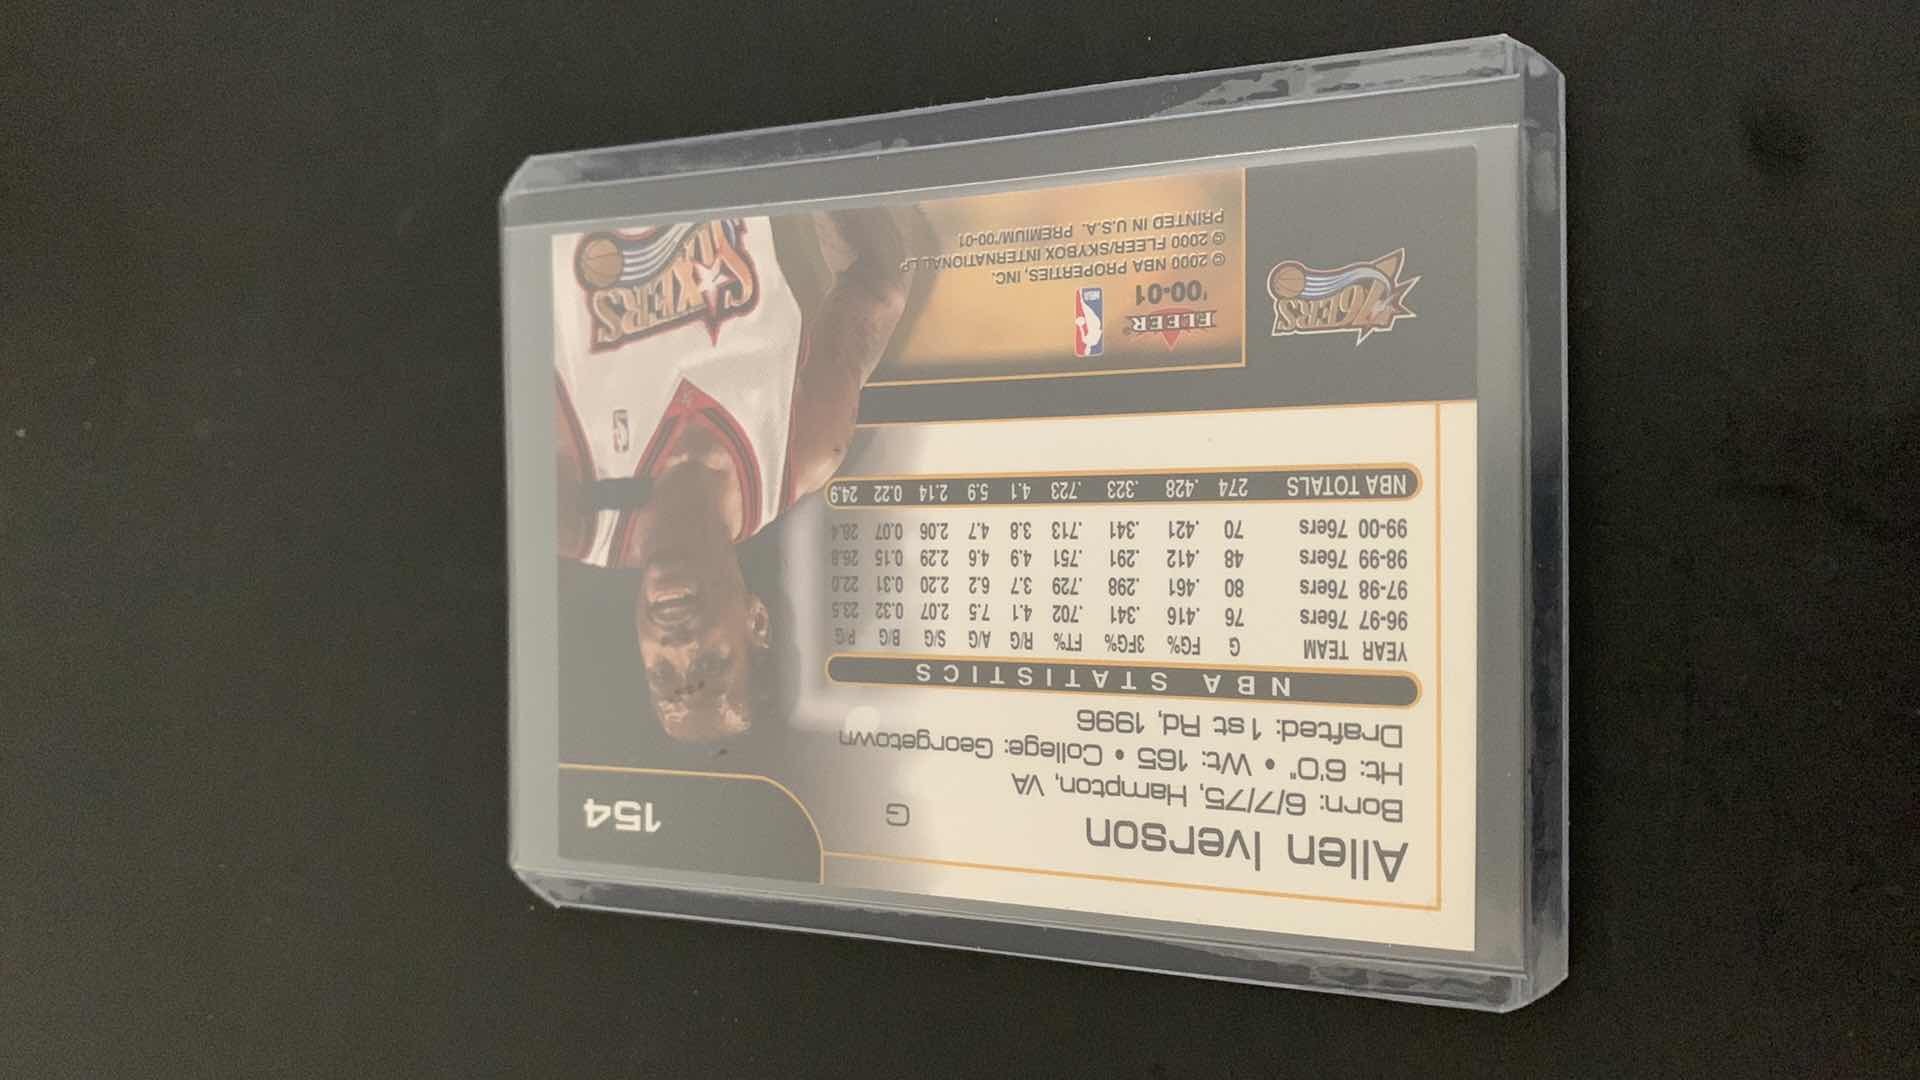 154
Allen Iverson G
Born: 6/7/75, Hampton, VA
Ht: 6'0" • Wt: 165 • College: Georgetown
Drafted: 1st Rd, 1996
NBA STATISTICS
YEAR TEAM G FG% 3FG% FT% R/G A/G S/G B/G P/G
96-97 76ers 76 .416 .341 .702 4.1 7.5 2.07 0.32 23.5
97-98 76ers 80 .461 .298 .729 3.7 6.2 2.20 0.31 22.0
98-99 76ers 48 .412 .291 .751 4.9 4.6 2.29 0.15 26.8
99-00 76ers 70 .421 .341 .713 3.8 4.7 2.06 0.07 28.4
NBA TOTALS 274 .428 .323 .723 4.1 5.9 2.14 0.22 24.9
76ERS
FLEER
'00-01
NBA
© 2000 NBA PROPERTIES, INC.
© 2000 FLEER/SKYBOX INTERNATIONAL LP
PRINTED IN U.S.A. PREMIUM/'00-01
SIXERS